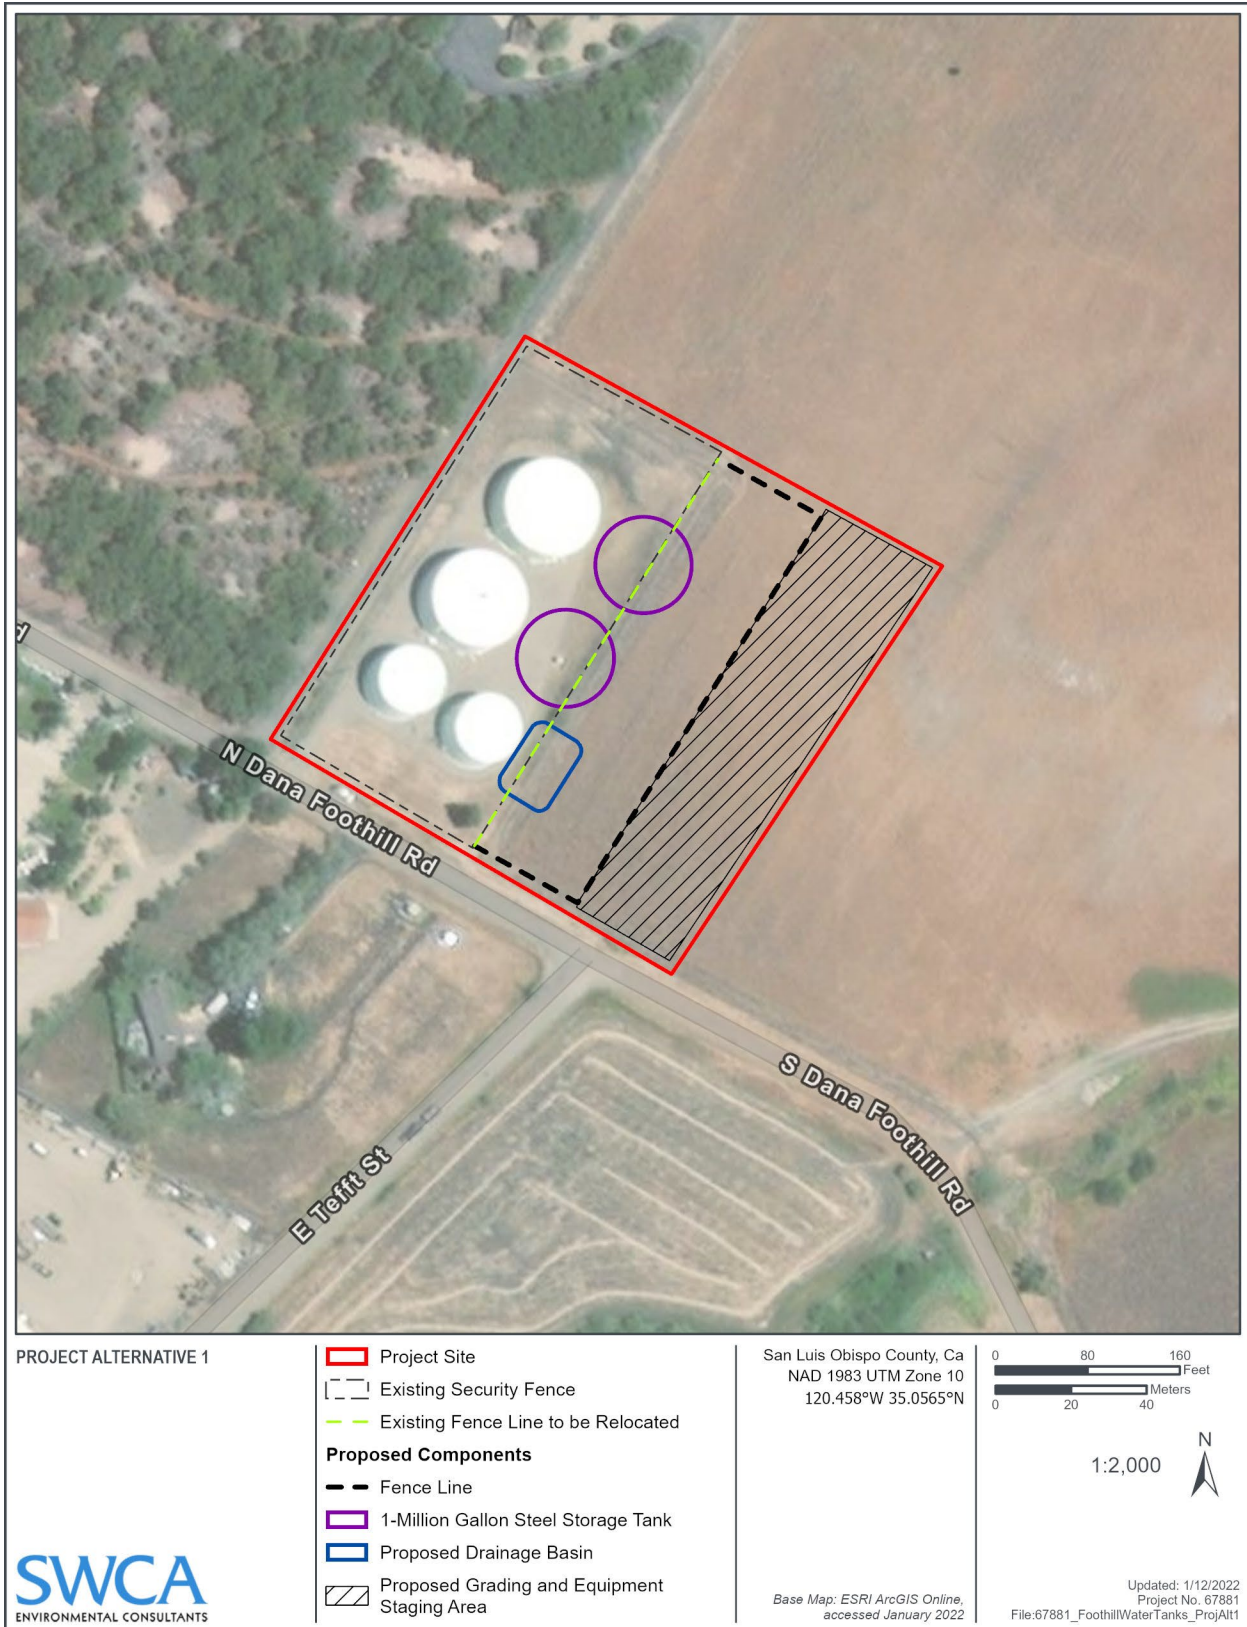 d
N Dana Foothill Rd
S Dana Foothill Rd
E Tefft St
PROJECT ALTERNATIVE 1
SWCA
ENVIRONMENTAL CONSULTANTS
Project Site
Existing Security Fence
Existing Fence Line to be Relocated
Proposed Components
Fence Line
1-Million Gallon Steel Storage Tank
Proposed Drainage Basin
Proposed Grading and Equipment
Staging Area
San Luis Obispo County, Ca
NAD 1983 UTM Zone 10
120.458°W 35.0565°N
Base Map: ESRI ArcGIS Online,
accessed January 2022
0 80 160
Feet
Meters
0 20 40
N
1:2,000
Updated: 1/12/2022
Project No. 67881
File:67881_FoothillWaterTanks_ProjAlt1